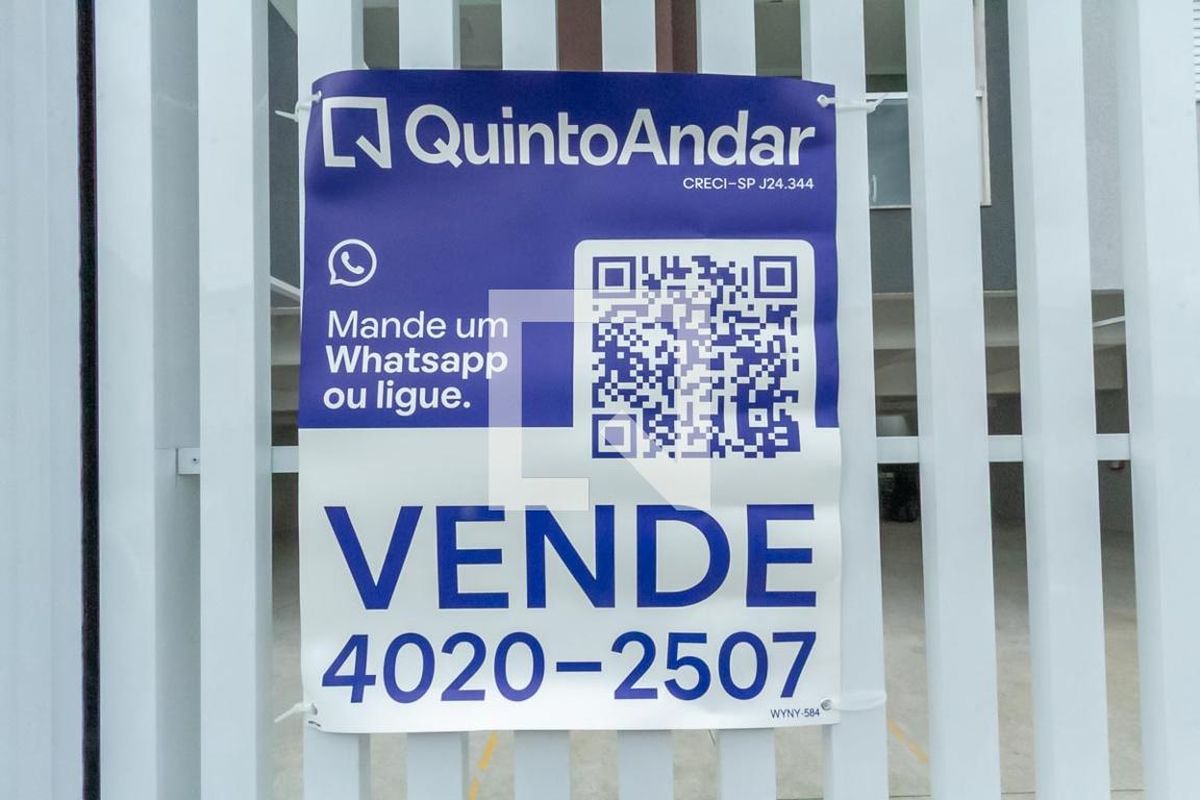 QuintoAndar
CRECI-SP J24.344
Mande um
Whatsapp
ou ligue.
VENDE
4020-2507
WYNY-584